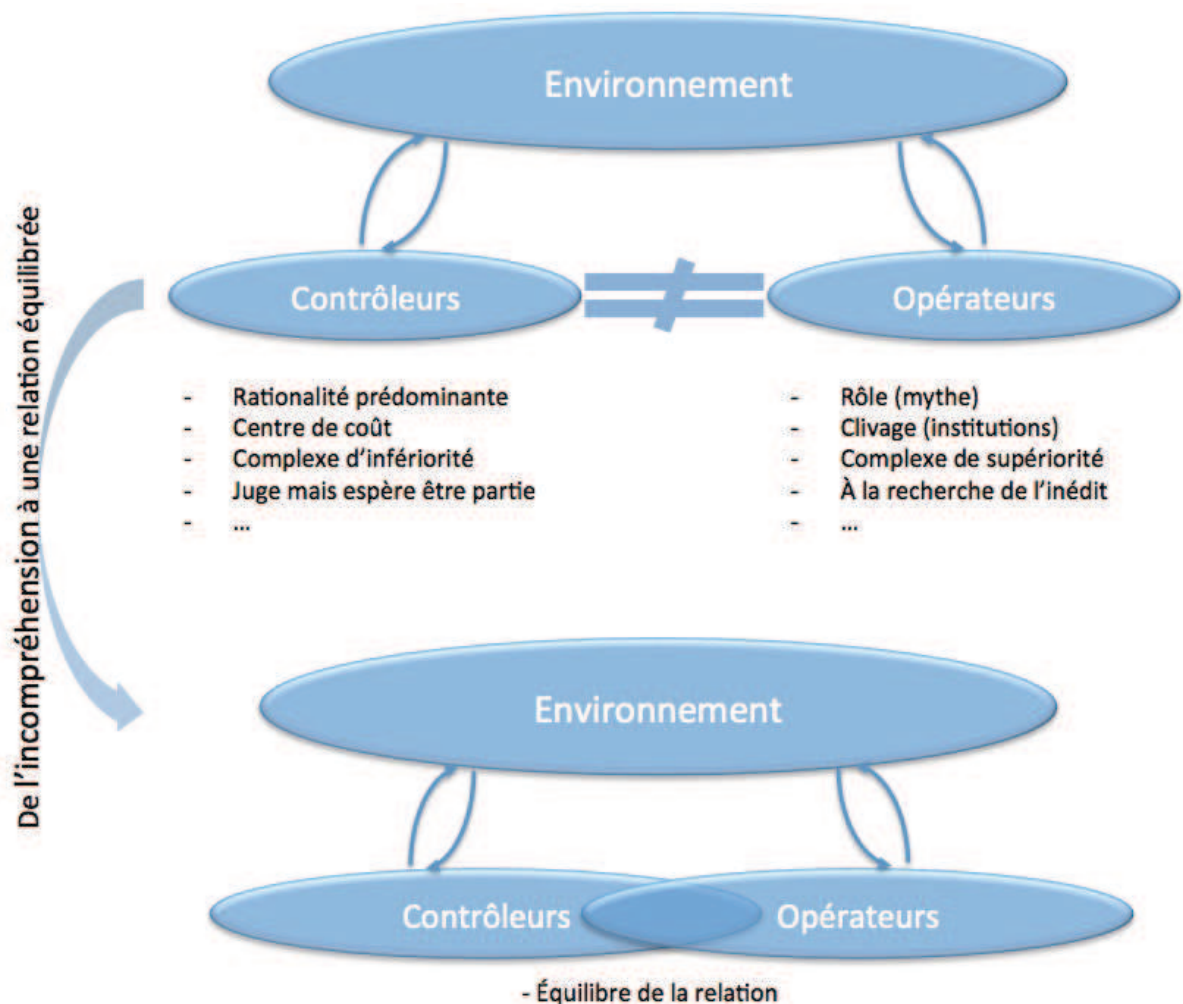 Environnement
De l'incompréhension à une relation équilibrée
Contrôleurs
Opérateurs
- Rationalité prédominante
- Centre de coût
- Complexe d'infériorité
- Juge mais espère être partie
- ...
- Rôle (mythe)
- Clivage (institutions)
- Complexe de supériorité
- À la recherche de l'inédit
- ...
Environnement
Contrôleurs
Opérateurs
- Équilibre de la relation